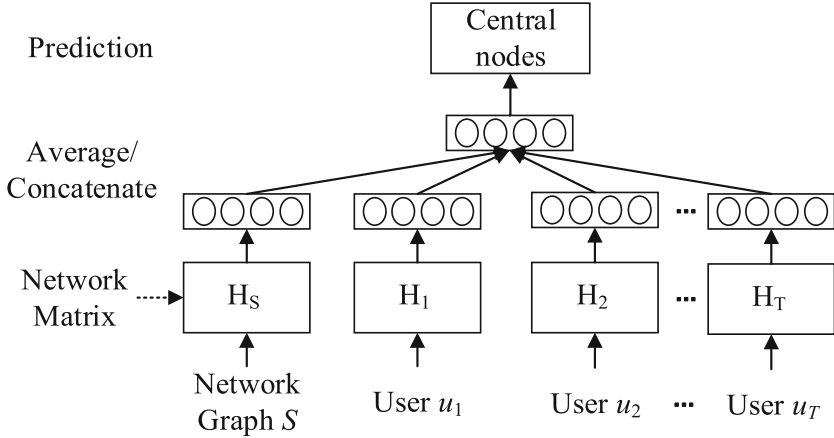 Prediction
Central
nodes
Average/
Concatenate
Network
Matrix
H_S
H_1
H_2
...
H_T
...
Network
Graph S
User u_1
User u_2
...
User u_T